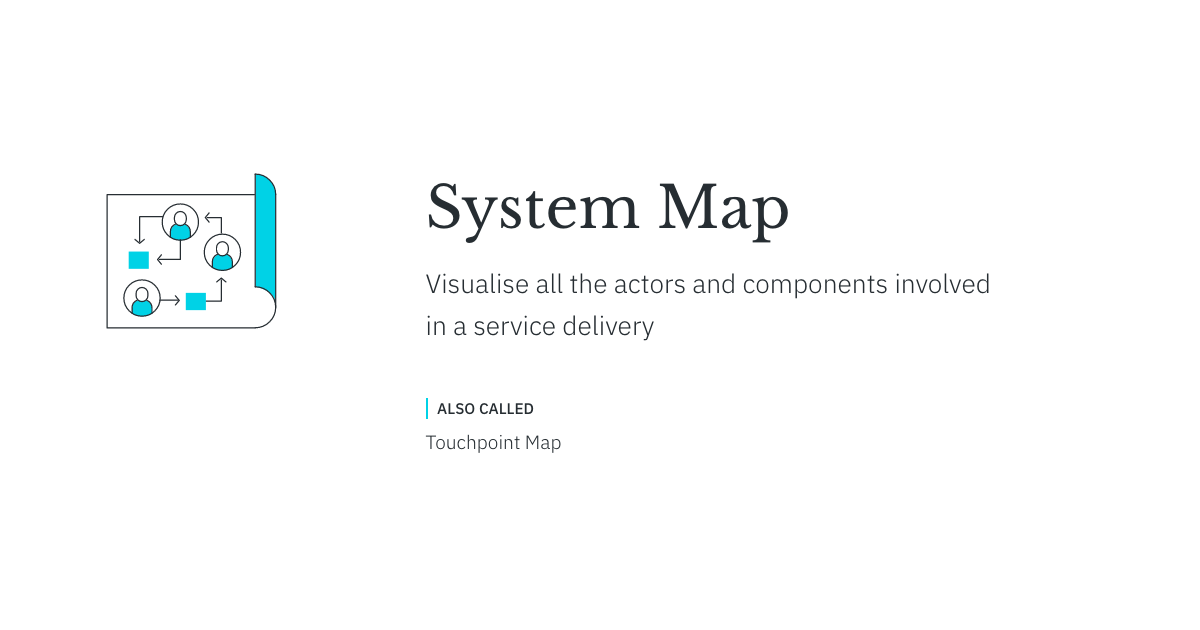 System Map
Visualise all the actors and components involved
in a service delivery
ALSO CALLED
Touchpoint Map